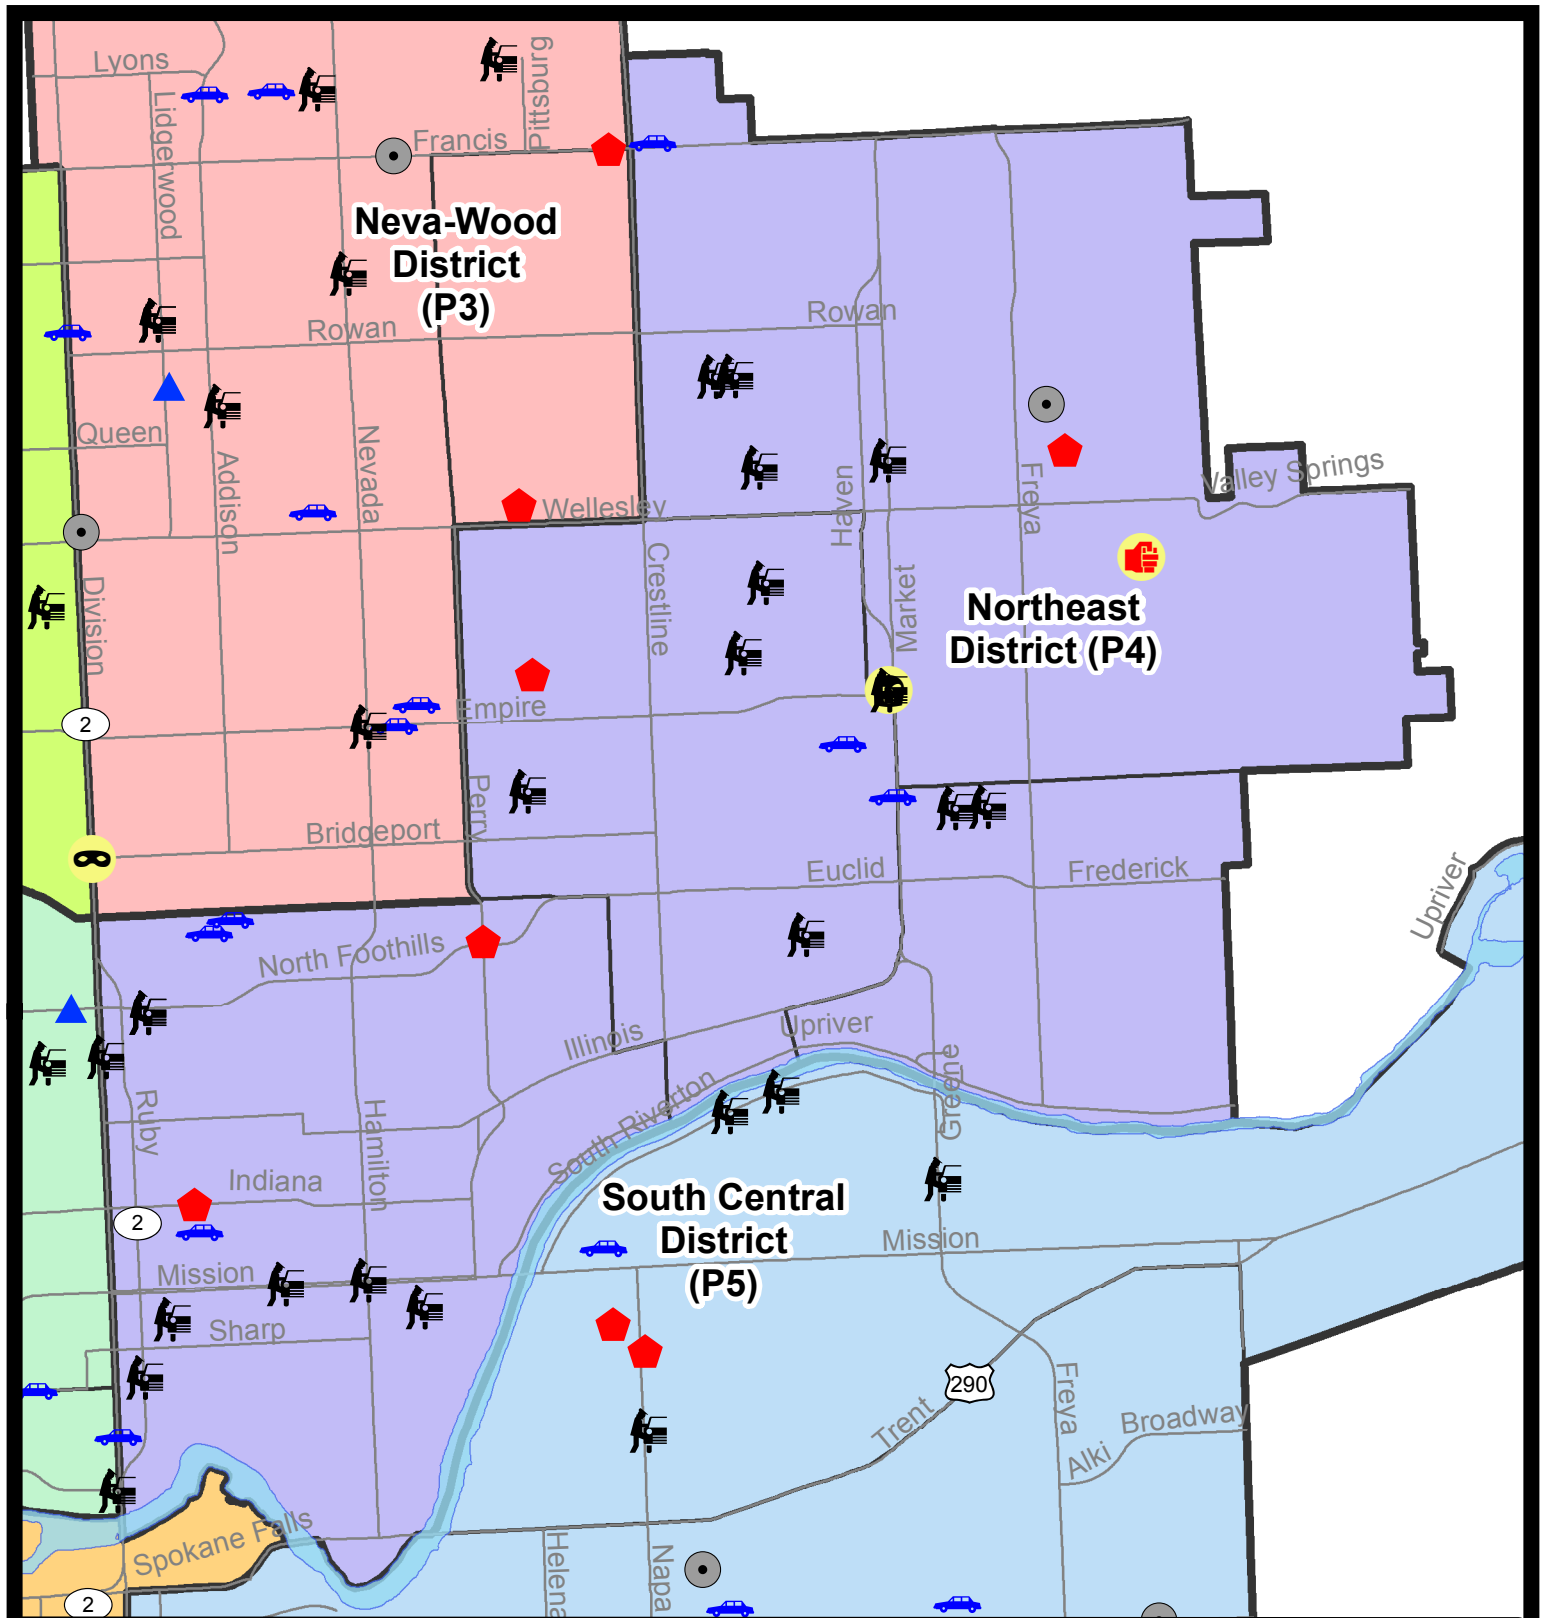 Lyons
Pittsburg
Lidgerwood
Francis
Neva-Wood
District
(P3)
Rowan
Rowan
Queen
Addison
Nevada
Wellesley
Haven
Freya
Valley Springs
Division
Crestline
Market
Northeast
District (P4)
2
Empire
Perry
Bridgeport
Euclid
Frederick
Upriver
North Foothills
Illinois
Upriver
Ruby
Hamilton
South Riverton
Greene
Indiana
2
South Central
District
(P5)
Mission
Mission
Sharp
290
Freya
Trent
Broadway
Alki
Spokane Falls
Helena
Napa
2